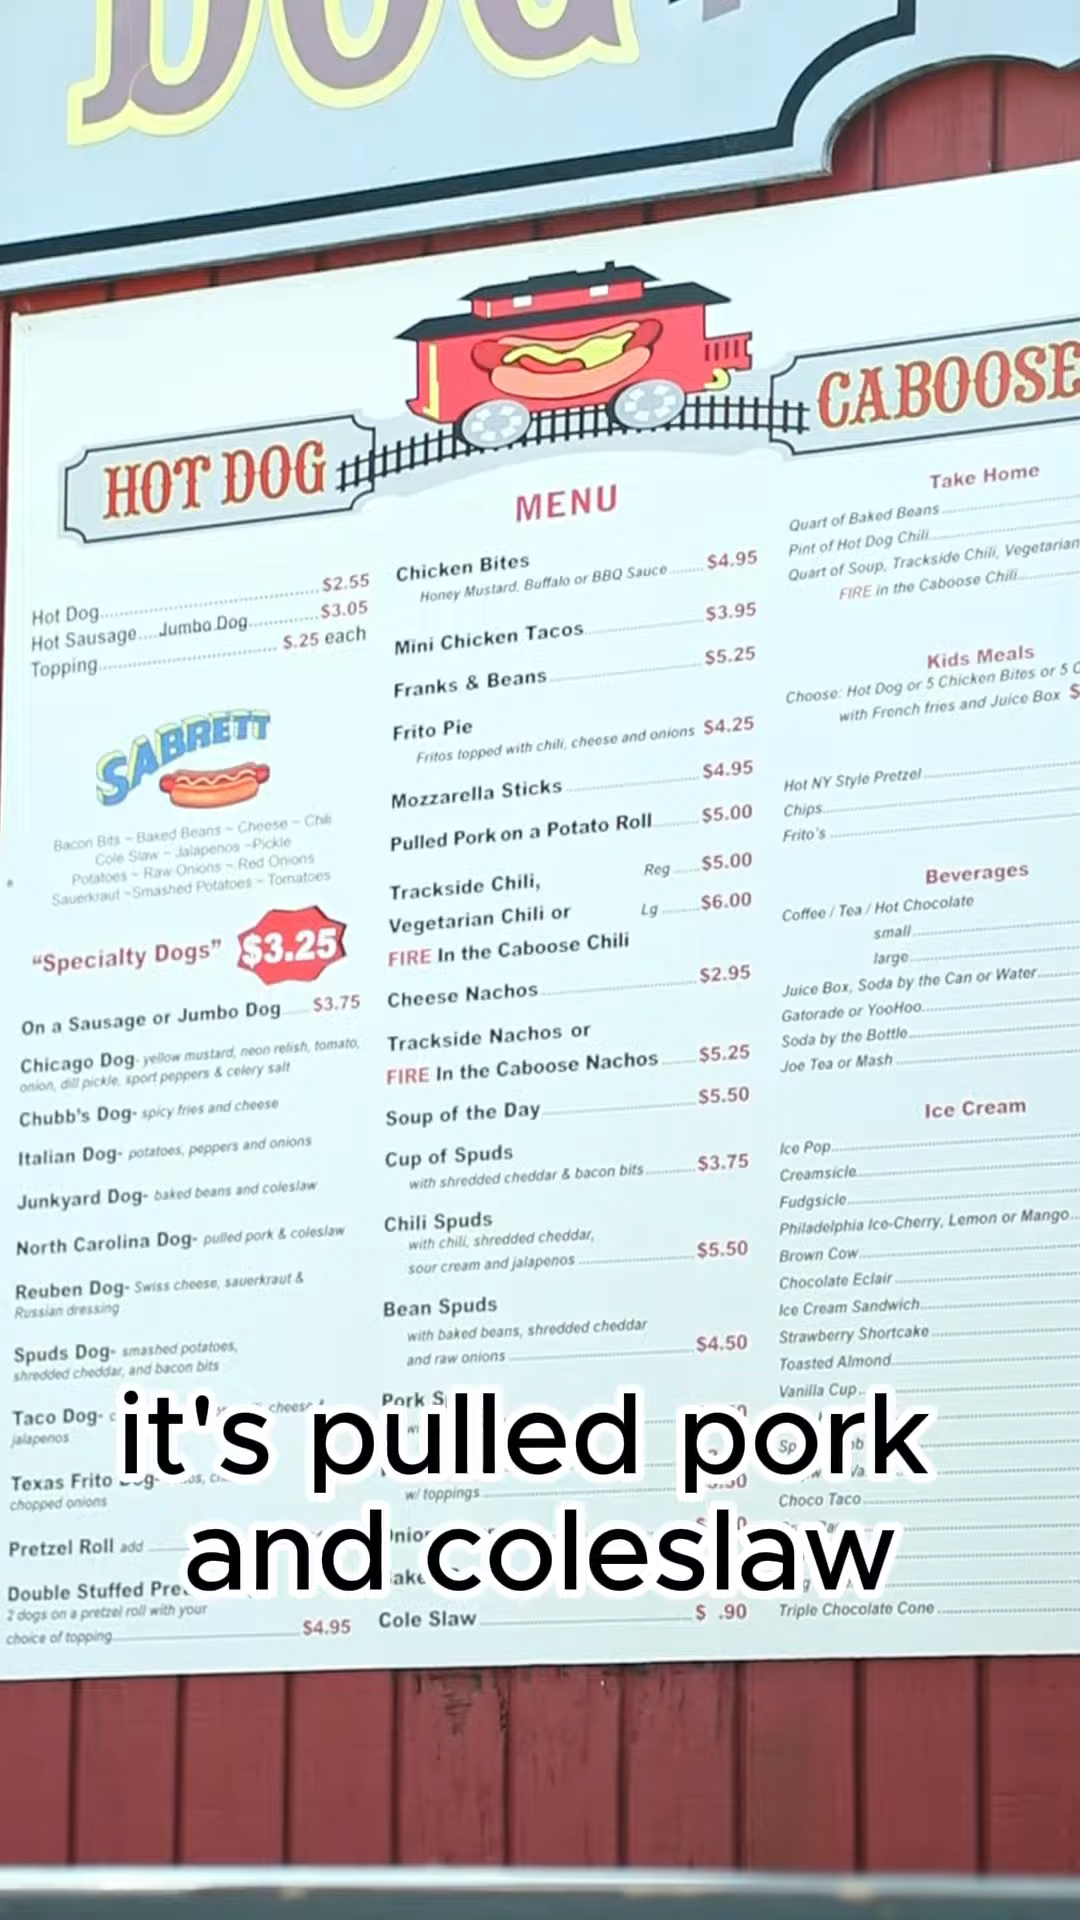 DOG
HOT DOG
CABOOSE
MENU
Hot Dog $2.55
Hot Sausage....Jumbo Dog $3.05
Topping $.25 each
SABRETT
Bacon Bits ~ Baked Beans ~ Cheese ~ Chili
Cole Slaw ~ Jalapenos ~Pickle
Potatoes ~ Raw Onions ~ Red Onions
Sauerkraut ~Smashed Potatoes ~ Tomatoes
"Specialty Dogs" $3.25
On a Sausage or Jumbo Dog $3.75
Chicago Dog- yellow mustard, neon relish, tomato,
onion, dill pickle, sport peppers & celery salt
Chubb's Dog- spicy fries and cheese
Italian Dog- potatoes, peppers and onions
Junkyard Dog- baked beans and coleslaw
North Carolina Dog- pulled pork & coleslaw
Reuben Dog- Swiss cheese, sauerkraut &
Russian dressing
Spuds Dog- smashed potatoes,
shredded cheddar, and bacon bits
Taco Dog- cheese &
jalapenos
Texas Frito
chopped onions
Pretzel Roll add
Double Stuffed
2 dogs on a pretzel roll with your
choice of topping $4.95
Chicken Bites
Honey Mustard, Buffalo or BBQ Sauce $4.95
Mini Chicken Tacos $3.95
Franks & Beans $5.25
Frito Pie
Fritos topped with chili, cheese and onions $4.25
Mozzarella Sticks $4.95
Pulled Pork on a Potato Roll $5.00
Trackside Chili, Reg $5.00
Vegetarian Chili or Lg $6.00
FIRE In the Caboose Chili
Cheese Nachos $2.95
Trackside Nachos or
FIRE In the Caboose Nachos $5.25
Soup of the Day $5.50
Cup of Spuds
with shredded cheddar & bacon bits $3.75
Chili Spuds
with chili, shredded cheddar,
sour cream and jalapenos $5.50
Bean Spuds
with baked beans, shredded cheddar
and raw onions $4.50
Pork
w/ toppings
Cole Slaw $ .90
Take Home
Quart of Baked Beans
Pint of Hot Dog Chili
Quart of Soup, Trackside Chili, Vegetarian
FIRE in the Caboose Chili
Kids Meals
Choose: Hot Dog or 5 Chicken Bites or 5
with French fries and Juice Box $
Hot NY Style Pretzel
Chips
Frito's
Beverages
Coffee / Tea / Hot Chocolate
small
large
Juice Box, Soda by the Can or Water
Gatorade or YooHoo
Soda by the Bottle
Joe Tea or Mash
Ice Cream
Ice Pop
Creamsicle
Fudgsicle
Philadelphia Ice-Cherry, Lemon or Mango
Brown Cow
Chocolate Eclair
Ice Cream Sandwich
Strawberry Shortcake
Toasted Almond
Vanilla Cup
Choco Taco
Triple Chocolate Cone
it's pulled pork
and coleslaw